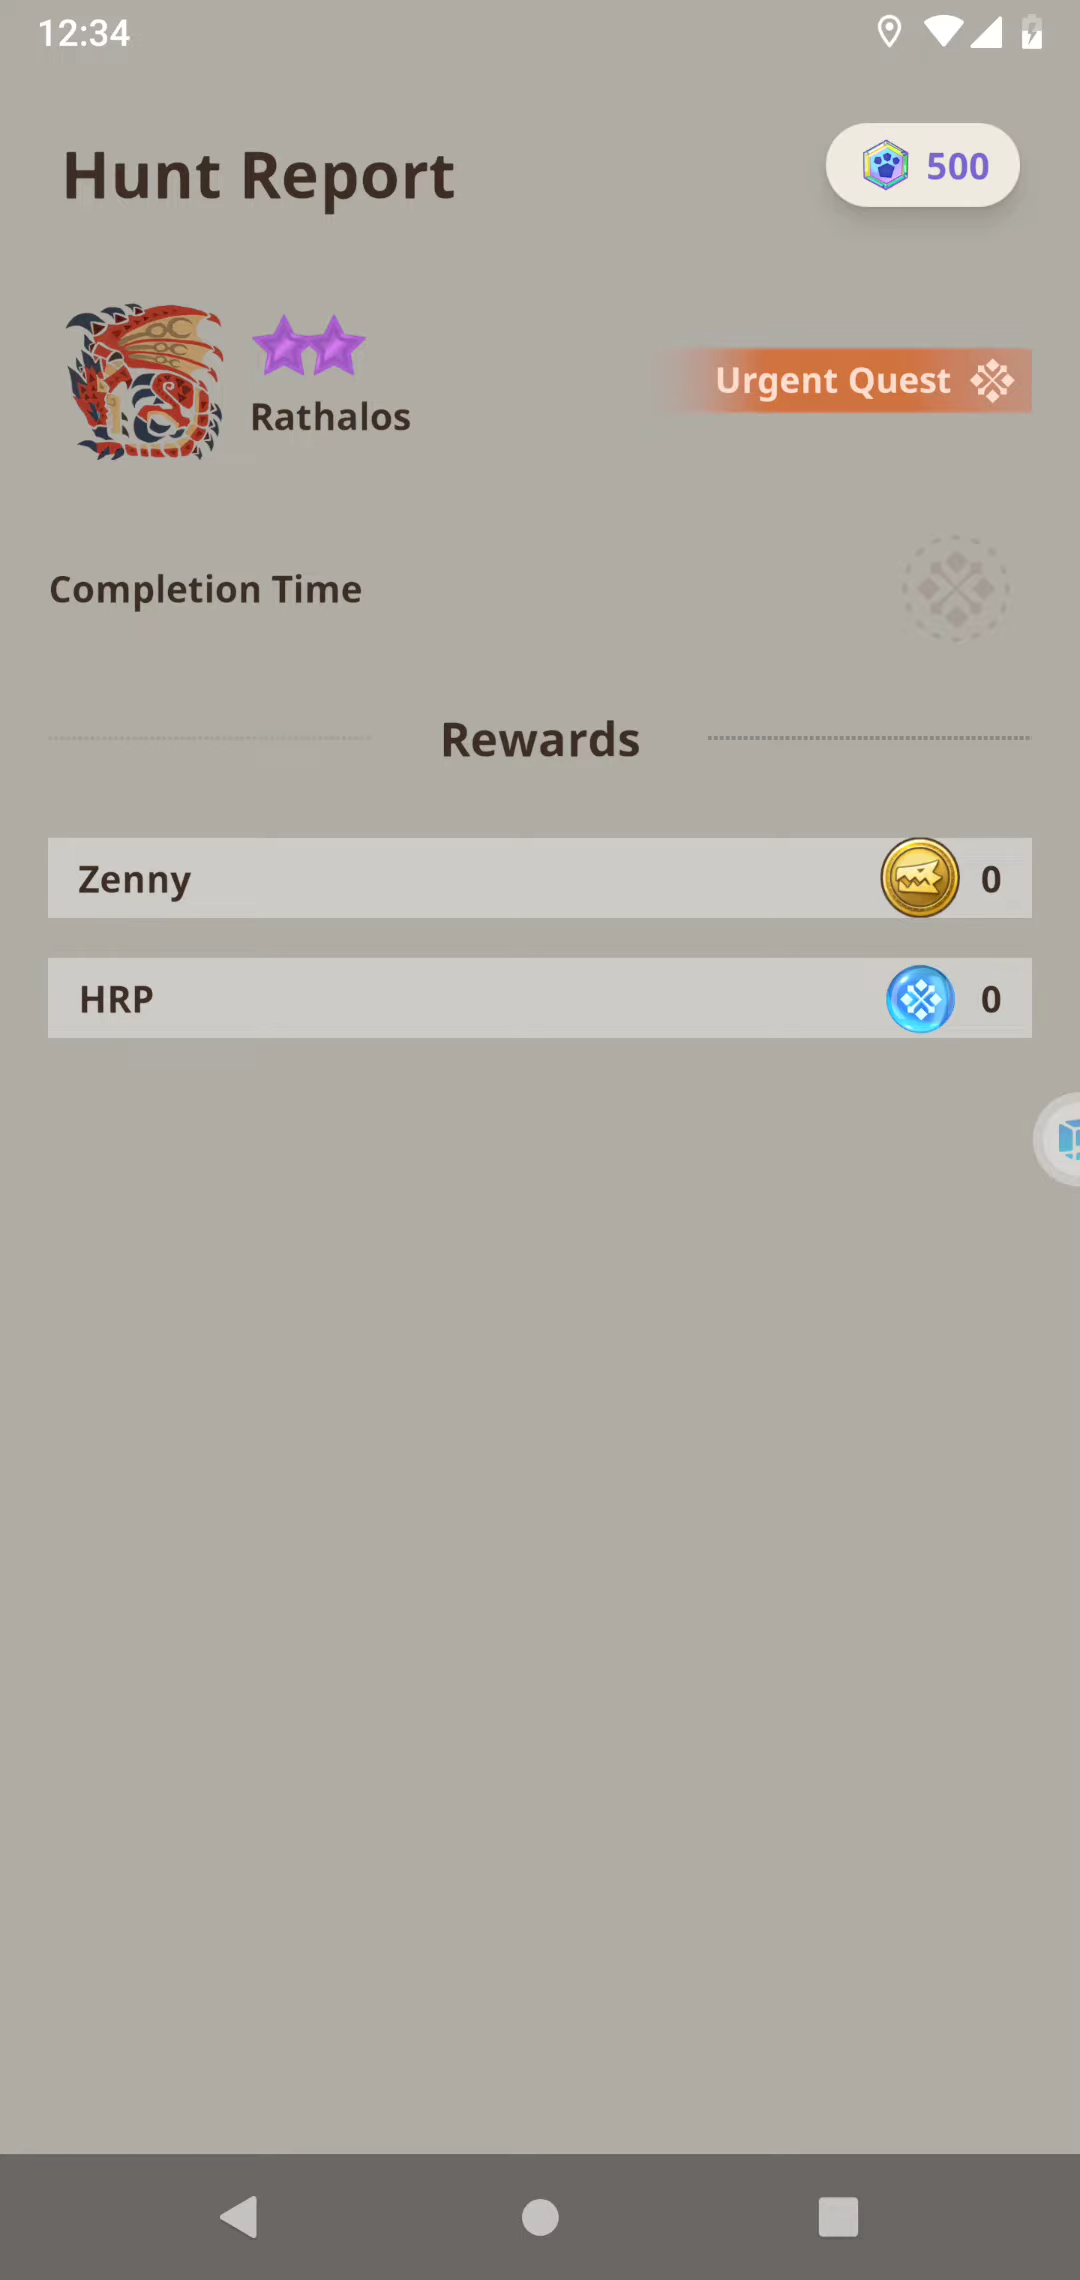 12:34
Hunt Report
500
Rathalos
Urgent Quest
Completion Time
Rewards
Zenny 0
HRP 0